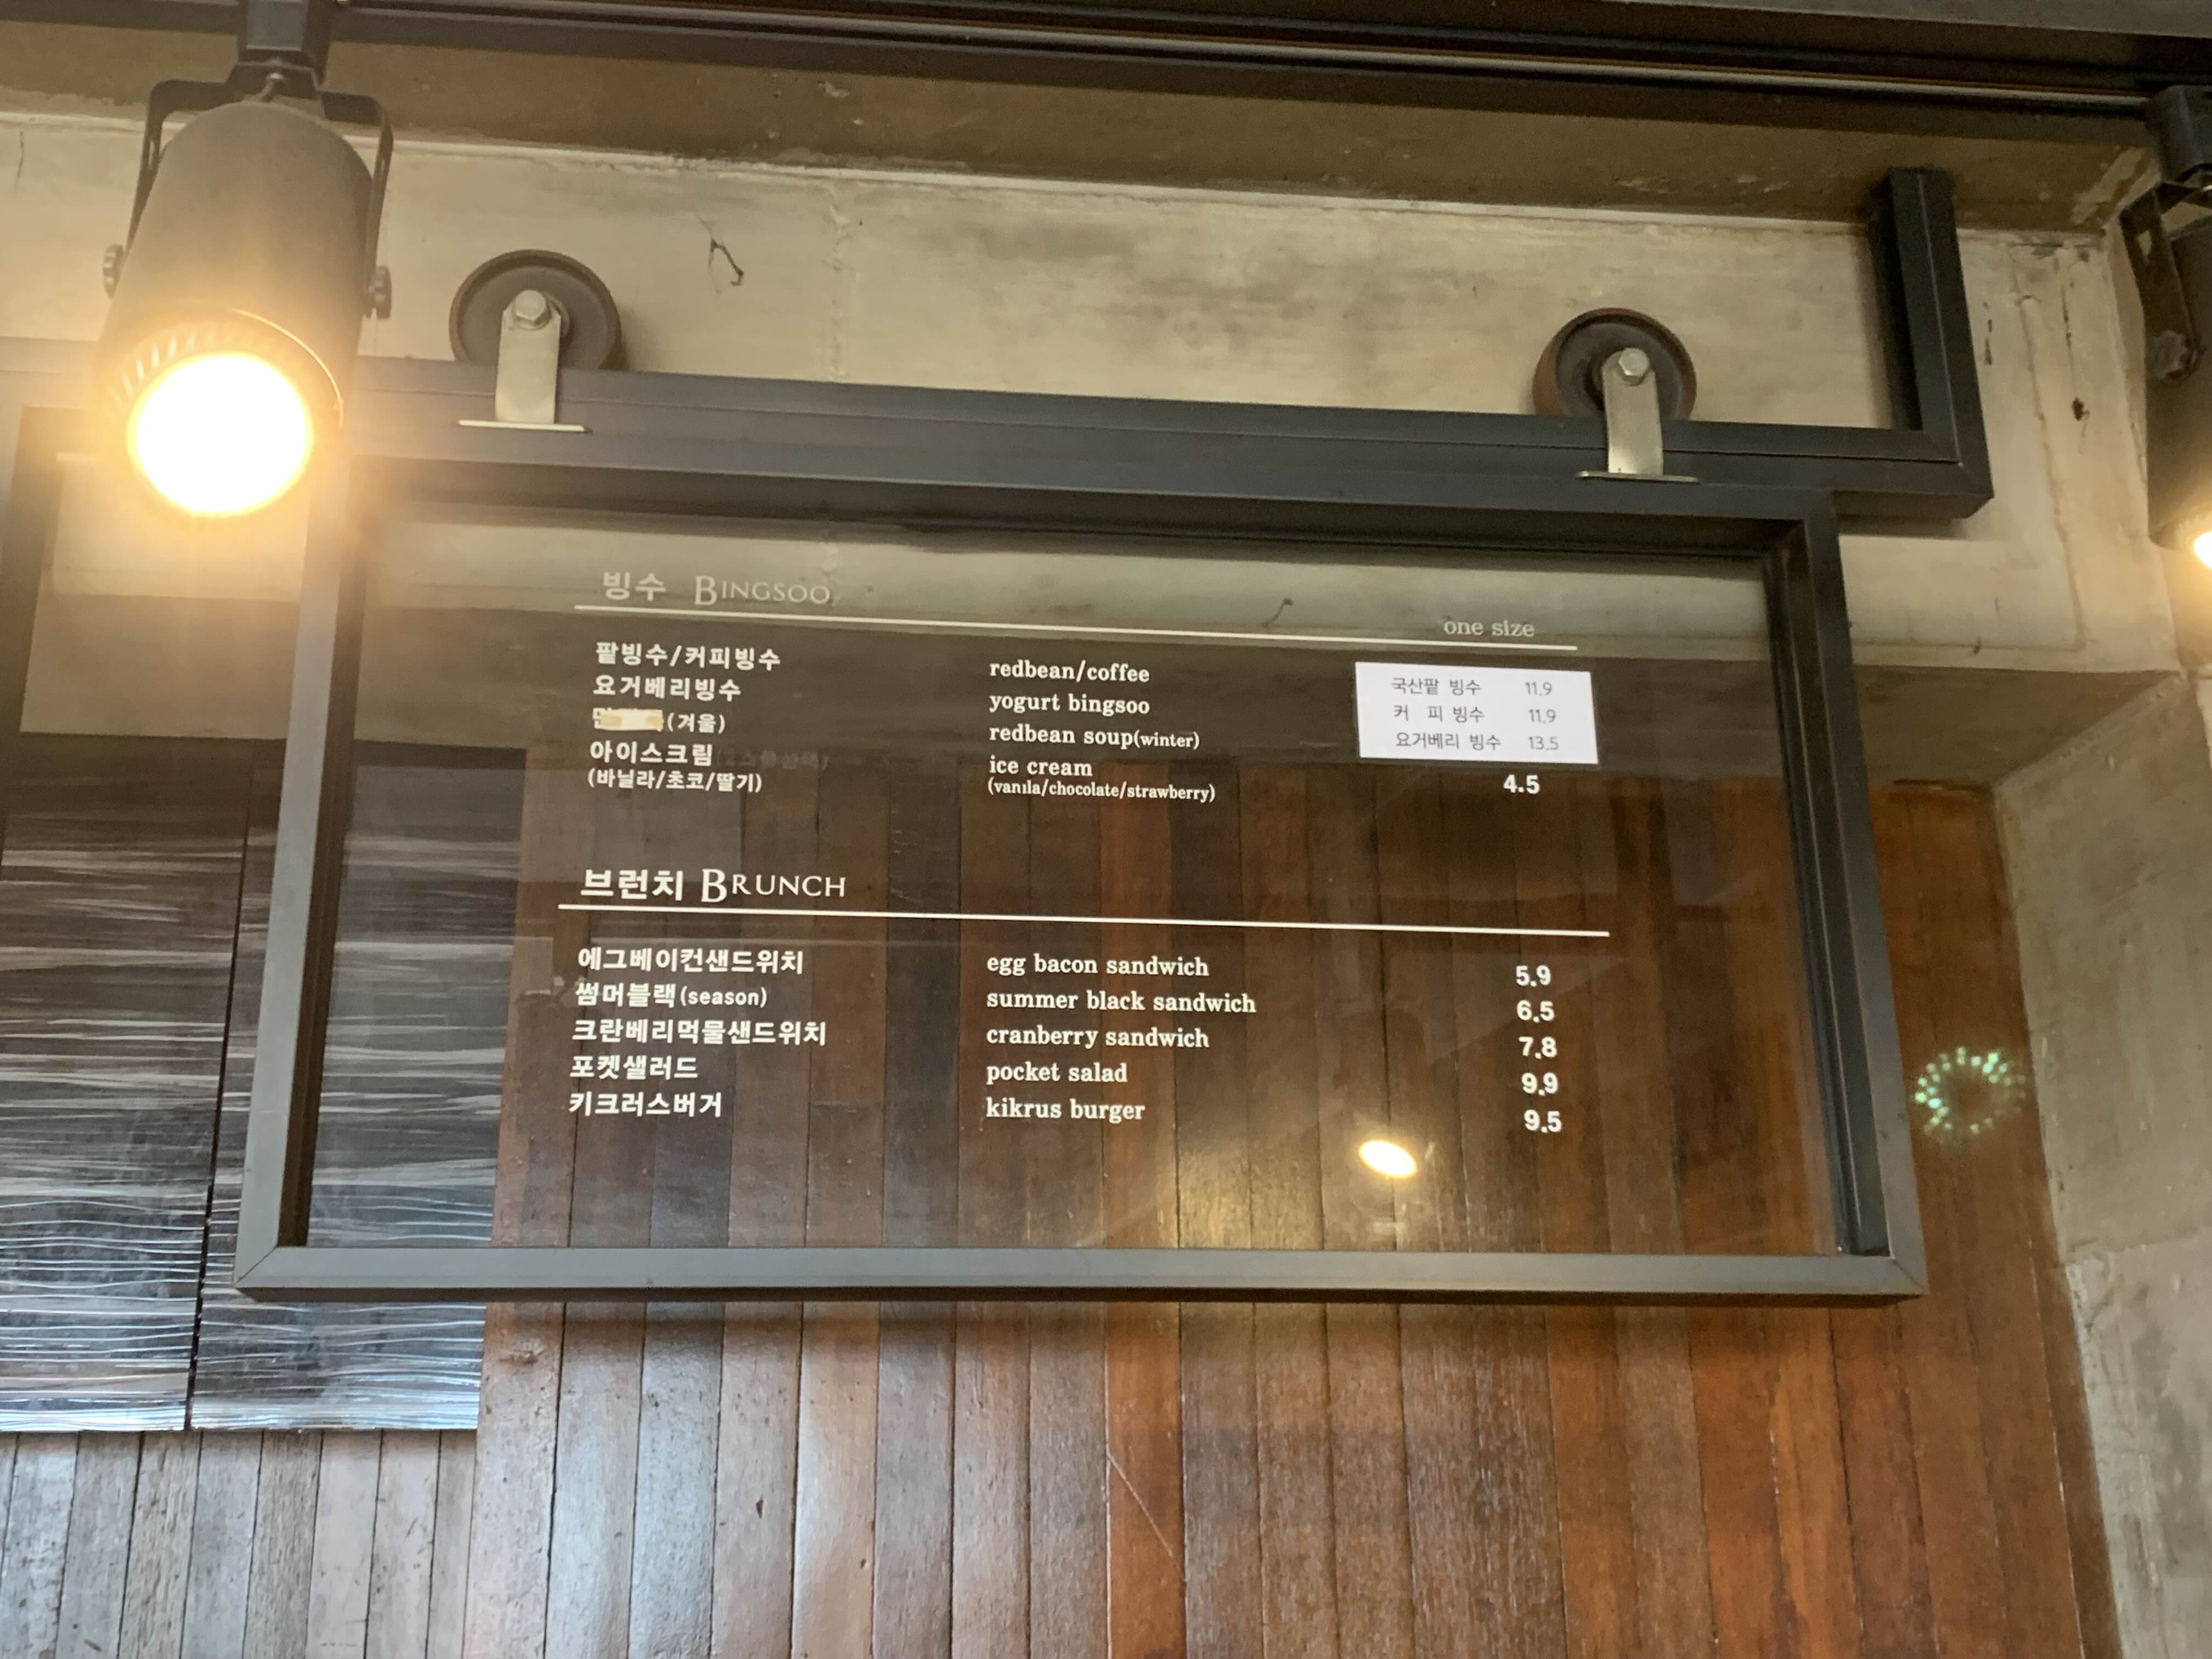 빙수 BINGSOO
one size
팥빙수/커피빙수 redbean/coffee
요거베리빙수 yogurt bingsoo
(겨울) redbean soup(winter)
아이스크림 ice cream 4.5
(바닐라/초코/딸기) (vanila/chocolate/strawberry)
국산팥 빙수 11.9
커 피 빙수 11.9
요거베리 빙수 13.5
브런치 BRUNCH
에그베이컨샌드위치 egg bacon sandwich 5.9
썸머블랙(season) summer black sandwich 6.5
크란베리먹물샌드위치 cranberry sandwich 7.8
포켓샐러드 pocket salad 9.9
키크러스버거 kikrus burger 9.5